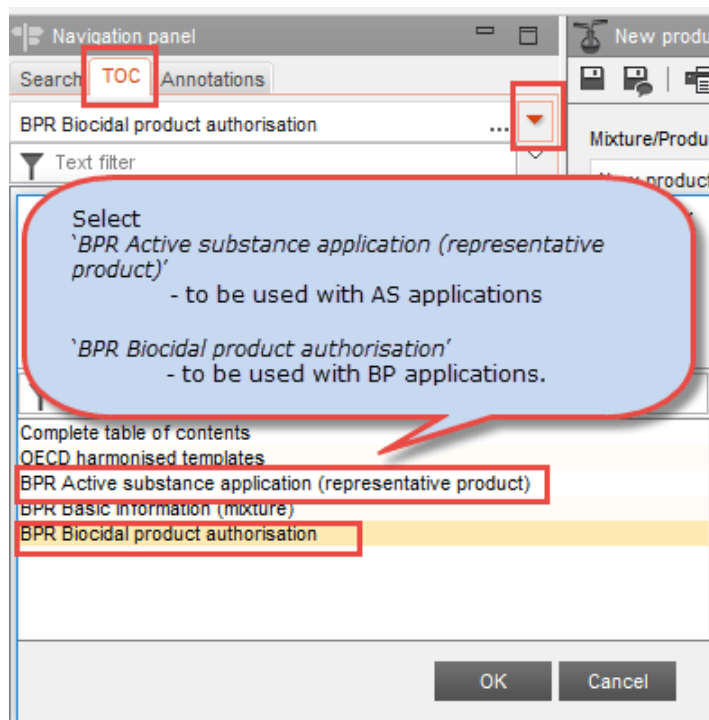 Navigation panel
New produ
Search
TOC
Annotations
BPR Biocidal product authorisation
...
Mixture/Produ
Text filter
New product
Select
`BPR Active substance application (representative
product)’
- to be used with AS applications
`BPR Biocidal product authorisation’
- to be used with BP applications.
Complete table of contents
OECD harmonised templates
BPR Active substance application (representative product)
BPR Basic information (mixture)
BPR Biocidal product authorisation
OK
Cancel